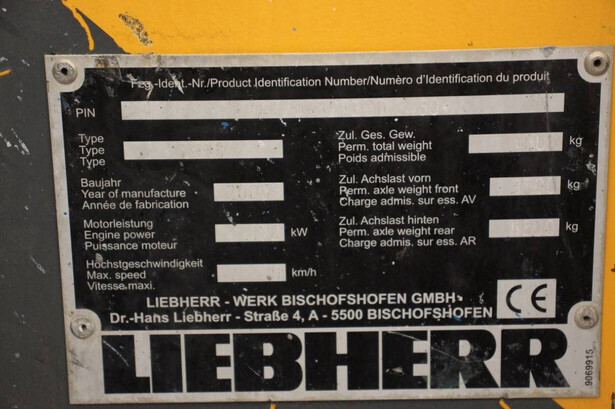 Fzg.-Ident.-Nr./Product Identification Number/Numèro d'Identification du produit
PIN
Type
Type
Type
Zul. Ges. Gew.
Perm. total weight
Poids admissible
kg
Baujahr
Year of manufacture
Année de fabrication
Zul. Achslast vorn
Perm. axle weight front
Charge admis. sur ess. AV
kg
Motorleistung
Engine power
Puissance moteur
kW
Zul. Achslast hinten
Perm. axle weight rear
Charge admis. sur ess. AR
kg
Höchstgeschwindigkeit
Max. speed
Vitesse maxi.
km/h
LIEBHERR - WERK BISCHOFSHOFEN GMBH
Dr.-Hans Liebherr - Straße 4, A - 5500 BISCHOFSHOFEN
CE
LIEBHERR
9069915